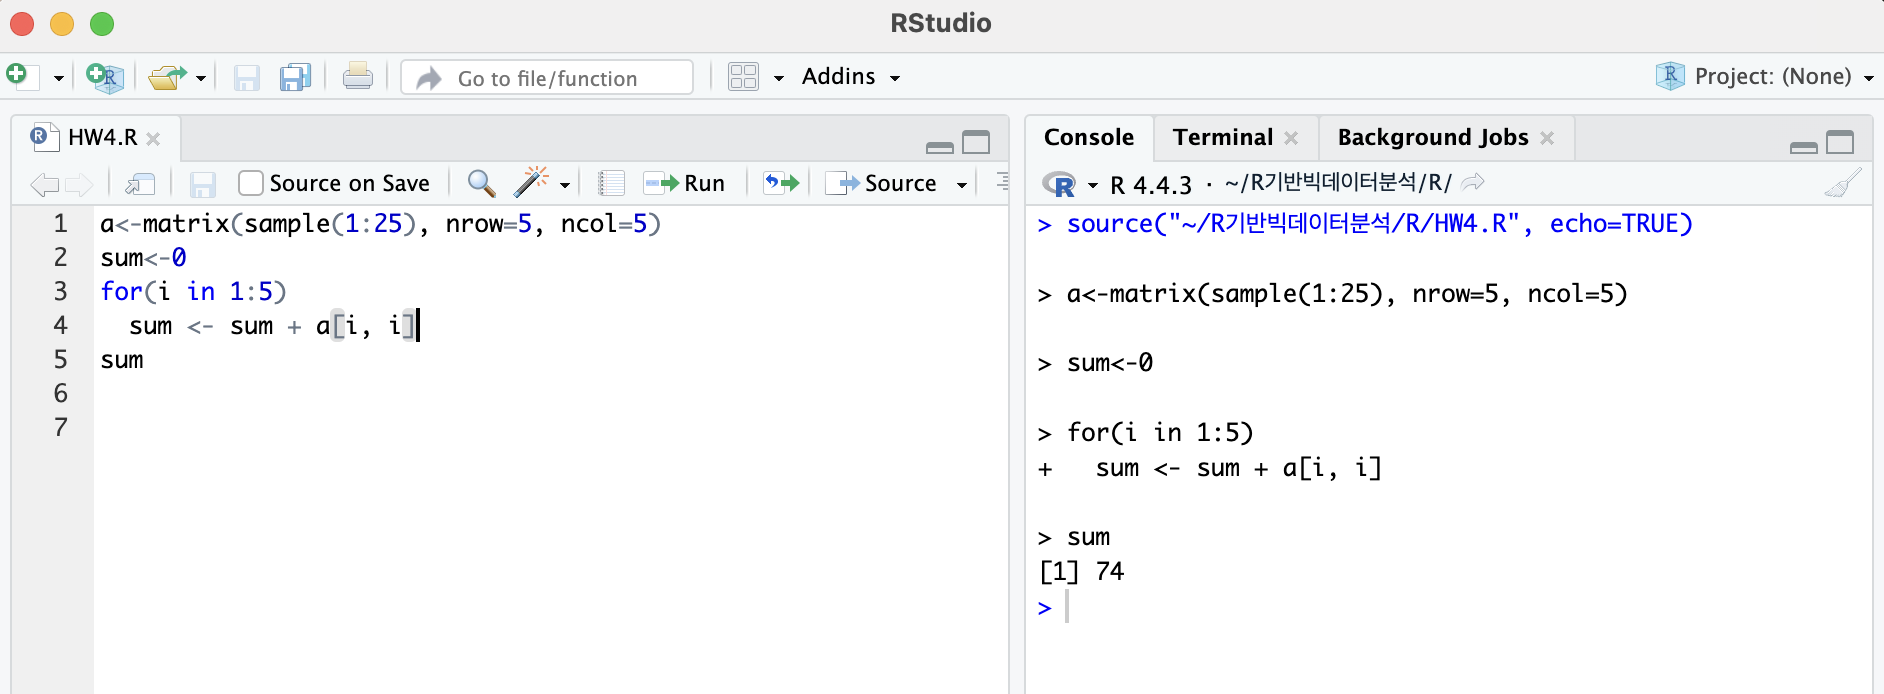 RStudio
Go to file/function
Addins
Project: (None)
HW4.R
Source on Save
Run
Source
1 a<-matrix(sample(1:25), nrow=5, ncol=5)
2 sum<-0
3 for(i in 1:5)
4   sum <- sum + a[i, i]
5 sum
6
7
Console
Terminal
Background Jobs
R 4.4.3 · ~/R기반빅데이터분석/R/
> source("~/R기반빅데이터분석/R/HW4.R", echo=TRUE)
> a<-matrix(sample(1:25), nrow=5, ncol=5)
> sum<-0
> for(i in 1:5)
+   sum <- sum + a[i, i]
> sum
[1] 74
>